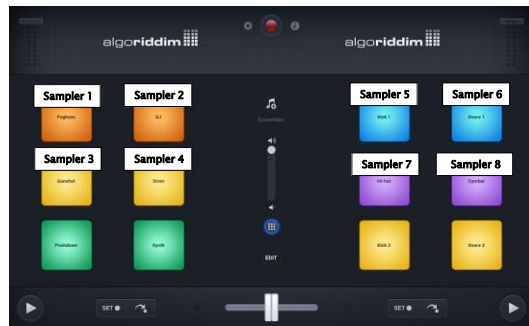 algoriddim
algoriddim
Sampler 1
Sampler 2
Sampler 5
Sampler 6
Foghorn
DJ
Essentials
Kick 1
Snare 1
Sampler 3
Sampler 4
Sampler 7
Sampler 8
Gunshot
Siren
Hi-hat
Cymbal
Synth
Kick 2
Snare 2
EDIT
SET
SET